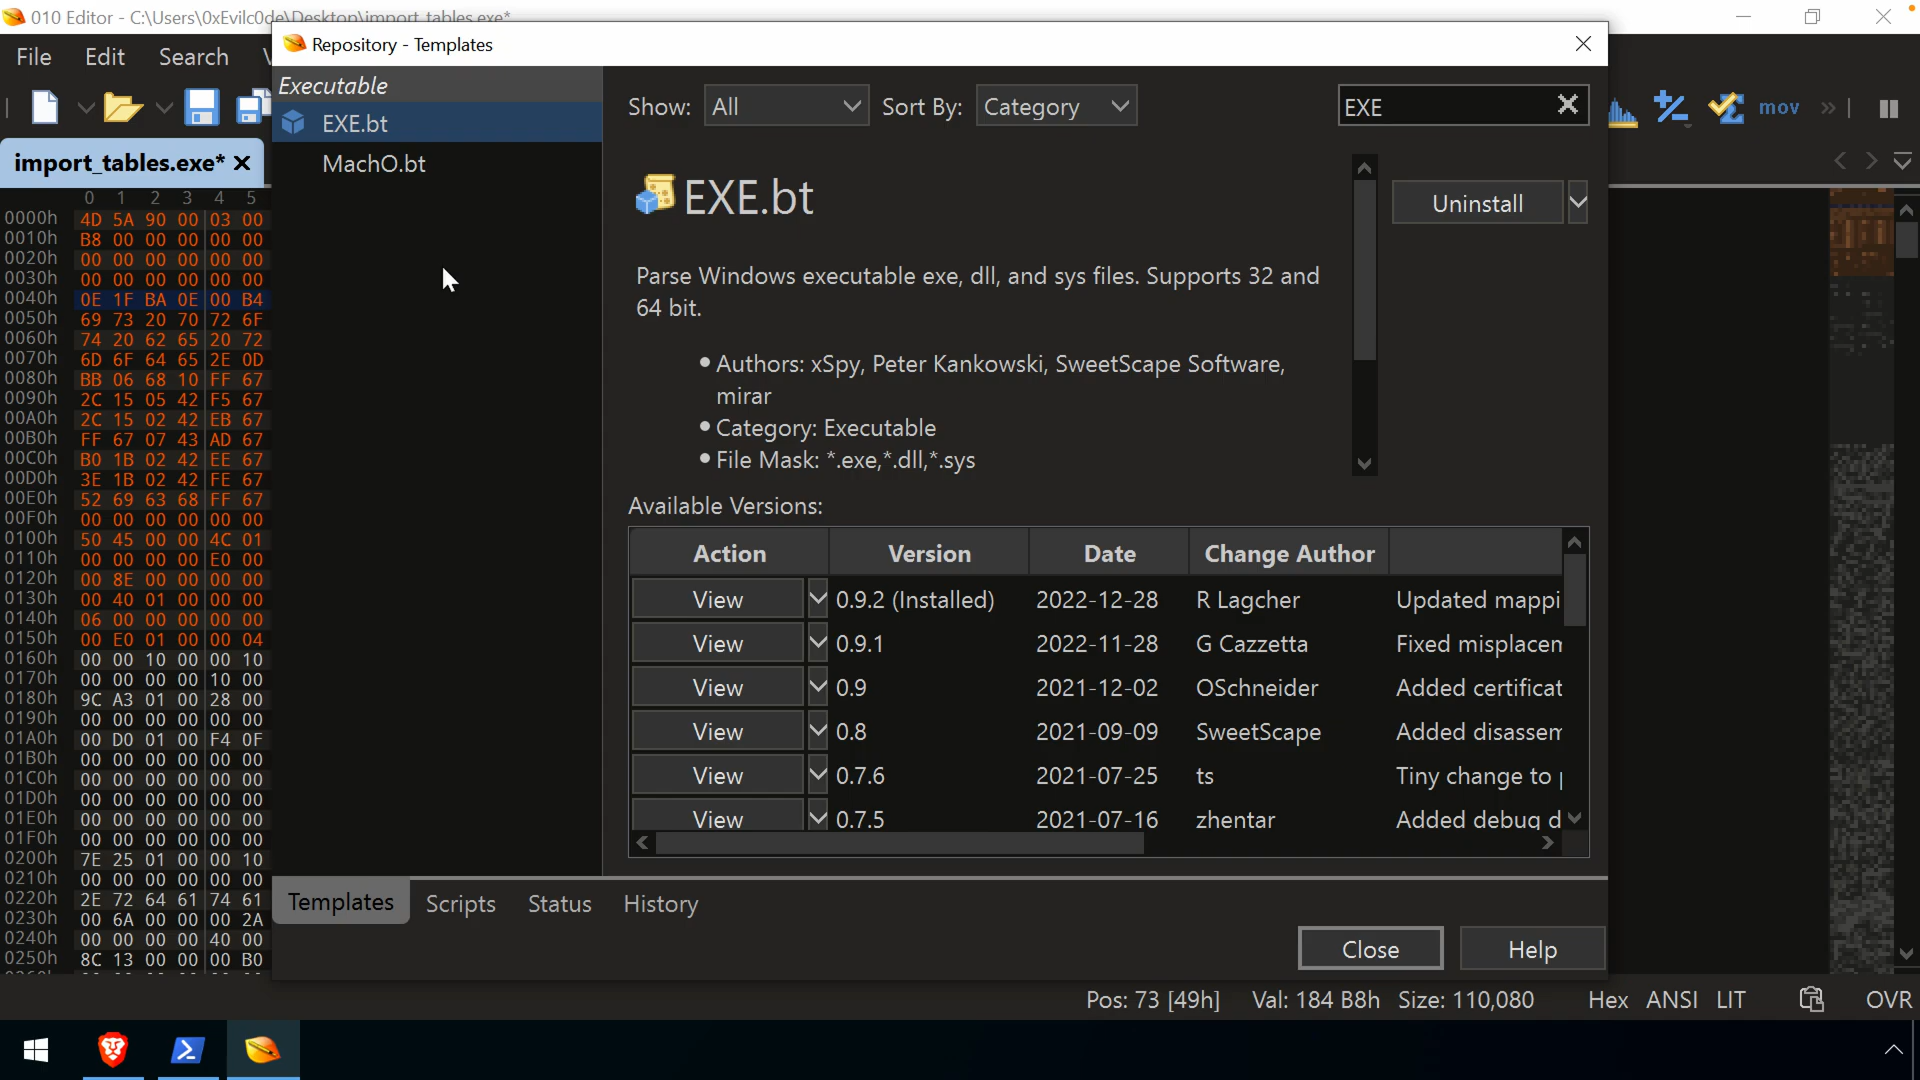 010 Editor - C:\Users\0xEvilc0de\Desktop\import_tables.exe*
File Edit Search
Repository - Templates
Executable
EXE.bt
MachO.bt
Show: All Sort By: Category EXE
mov »
import_tables.exe*
EXE.bt
Uninstall
Parse Windows executable exe, dll, and sys files. Supports 32 and
64 bit.
• Authors: xSpy, Peter Kankowski, SweetScape Software,
mirar
• Category: Executable
• File Mask: *.exe,*.dll,*.sys
Available Versions:
Action Version Date Change Author
View 0.9.2 (Installed) 2022-12-28 R Lagcher Updated mappi
View 0.9.1 2022-11-28 G Cazzetta Fixed misplacem
View 0.9 2021-12-02 OSchneider Added certificat
View 0.8 2021-09-09 SweetScape Added disassem
View 0.7.6 2021-07-25 ts Tiny change to
View 0.7.5 2021-07-16 zhentar Added debug d
Templates Scripts Status History
Close Help
0 1 2 3 4 5
0000h 4D 5A 90 00 03 00
0010h B8 00 00 00 00 00
0020h 00 00 00 00 00 00
0030h 00 00 00 00 00 00
0040h 0E 1F BA 0E 00 B4
0050h 69 73 20 70 72 6F
0060h 74 20 62 65 20 72
0070h 6D 6F 64 65 2E 0D
0080h BB 06 68 10 FF 67
0090h 2C 15 05 42 F5 67
00A0h 2C 15 02 42 EB 67
00B0h FF 67 07 43 AD 67
00C0h B0 1B 02 42 EE 67
00D0h 3E 1B 02 42 FE 67
00E0h 52 69 63 68 FF 67
00F0h 00 00 00 00 00 00
0100h 50 45 00 00 4C 01
0110h 00 00 00 00 E0 00
0120h 00 8E 00 00 00 00
0130h 00 40 01 00 00 00
0140h 06 00 00 00 00 00
0150h 00 E0 01 00 00 04
0160h 00 00 10 00 00 10
0170h 00 00 00 00 10 00
0180h 9C A3 01 00 28 00
0190h 00 00 00 00 00 00
01A0h 00 D0 01 00 F4 0F
01B0h 00 00 00 00 00 00
01C0h 00 00 00 00 00 00
01D0h 00 00 00 00 00 00
01E0h 00 00 00 00 00 00
01F0h 00 00 00 00 00 00
0200h 7E 25 01 00 00 10
0210h 00 00 00 00 00 00
0220h 2E 72 64 61 74 61
0230h 00 6A 00 00 00 2A
0240h 00 00 00 00 40 00
0250h 8C 13 00 00 00 B0
Pos: 73 [49h] Val: 184 B8h Size: 110,080 Hex ANSI LIT OVR